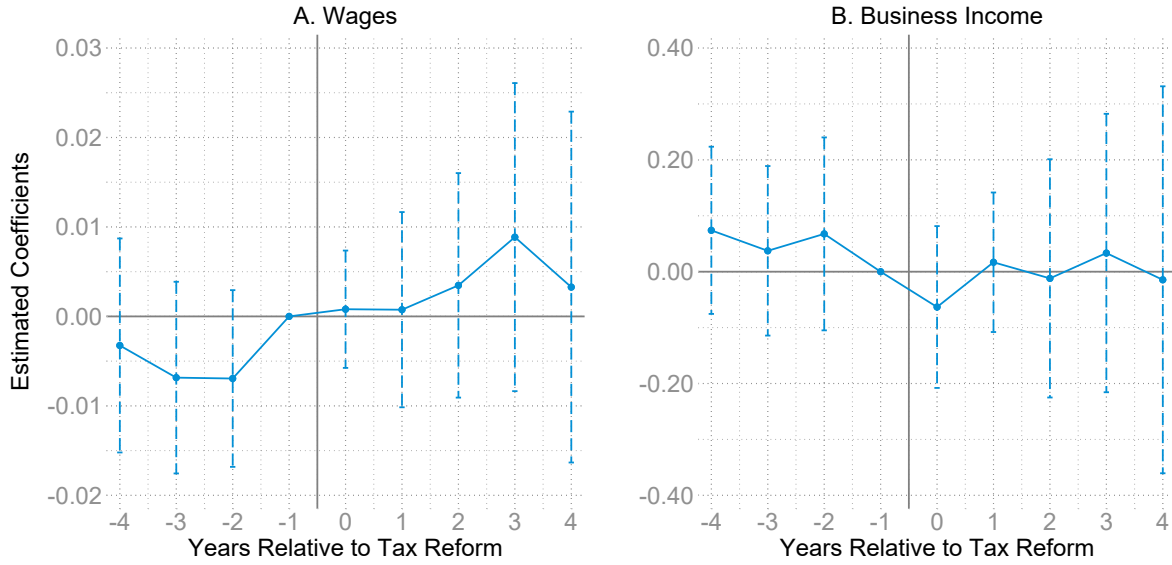 A. Wages
Estimated Coefficients
0.03
0.02
0.01
0.00
-0.01
-0.02
-4 -3 -2 -1 0 1 2 3 4
Years Relative to Tax Reform
B. Business Income
0.40
0.20
0.00
-0.20
-0.40
-4 -3 -2 -1 0 1 2 3 4
Years Relative to Tax Reform